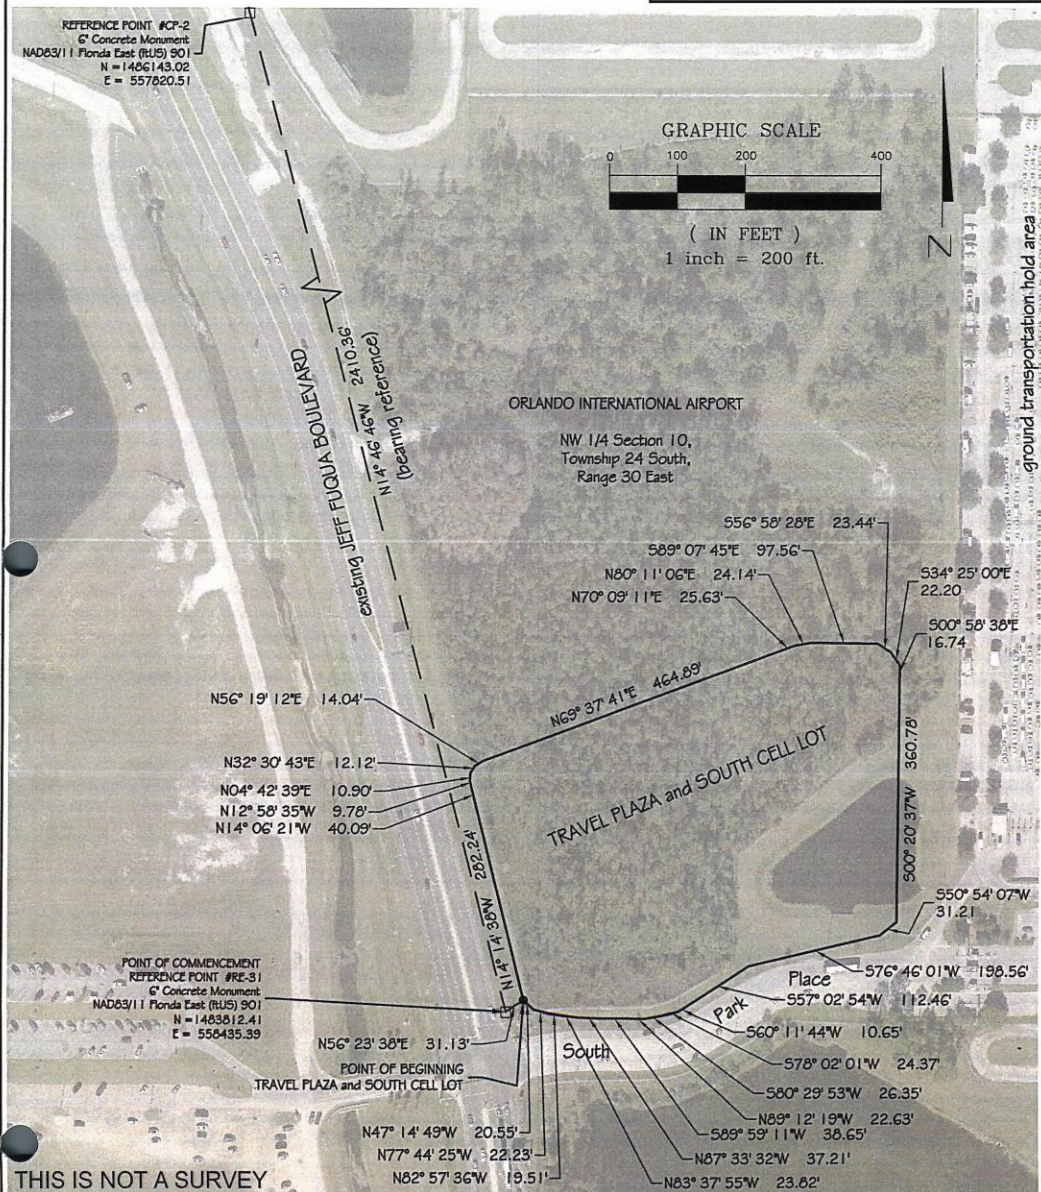 REFERENCE POINT #CP-2
6" Concrete Monument
NAD83/11 Florida East (ftUS) 901
N =1486143.02
E = 557820.51
GRAPHIC SCALE
0 100 200 400
( IN FEET )
1 inch = 200 ft.
N
ground transportation hold area
existing JEFF FUQUA BOULEVARD
N14° 46' 46"W 2410.36'
(bearing reference)
ORLANDO INTERNATIONAL AIRPORT
NW 1/4 Section 10,
Township 24 South,
Range 30 East
S56° 58' 28"E 23.44'
S89° 07' 45"E 97.56'
N80° 11' 06"E 24.14'
N70° 09' 11"E 25.63'
S34° 25' 00"E
22.20
S00° 58' 38"E
16.74
N69° 37' 41"E 464.89'
N56° 19' 12"E 14.04'
N32° 30' 43"E 12.12'
N04° 42' 39"E 10.90'
N12° 58' 35"W 9.78'
N14° 06' 21"W 40.09'
TRAVEL PLAZA and SOUTH CELL LOT
S00° 20' 37"W 360.78'
N14° 14' 38"W 282.24'
S50° 54' 07"W
31.21
POINT OF COMMENCEMENT
REFERENCE POINT #RE-31
6" Concrete Monument
NAD83/11 Florida East (ftUS) 901
N =1483812.41
E = 558435.39
S76° 46' 01"W 198.56'
S57° 02' 54"W 112.46'
South Park Place
S60° 11' 44"W 10.65'
N56° 23' 38"E 31.13'
S78° 02' 01"W 24.37'
POINT OF BEGINNING
TRAVEL PLAZA and SOUTH CELL LOT
S80° 29' 53"W 26.35'
N89° 12' 19"W 22.63'
N47° 14' 49"W 20.55'
S89° 59' 11"W 38.65'
N77° 44' 25"W 22.23'
N87° 33' 32"W 37.21'
N82° 57' 36"W 19.51'
N83° 37' 55"W 23.82'
THIS IS NOT A SURVEY